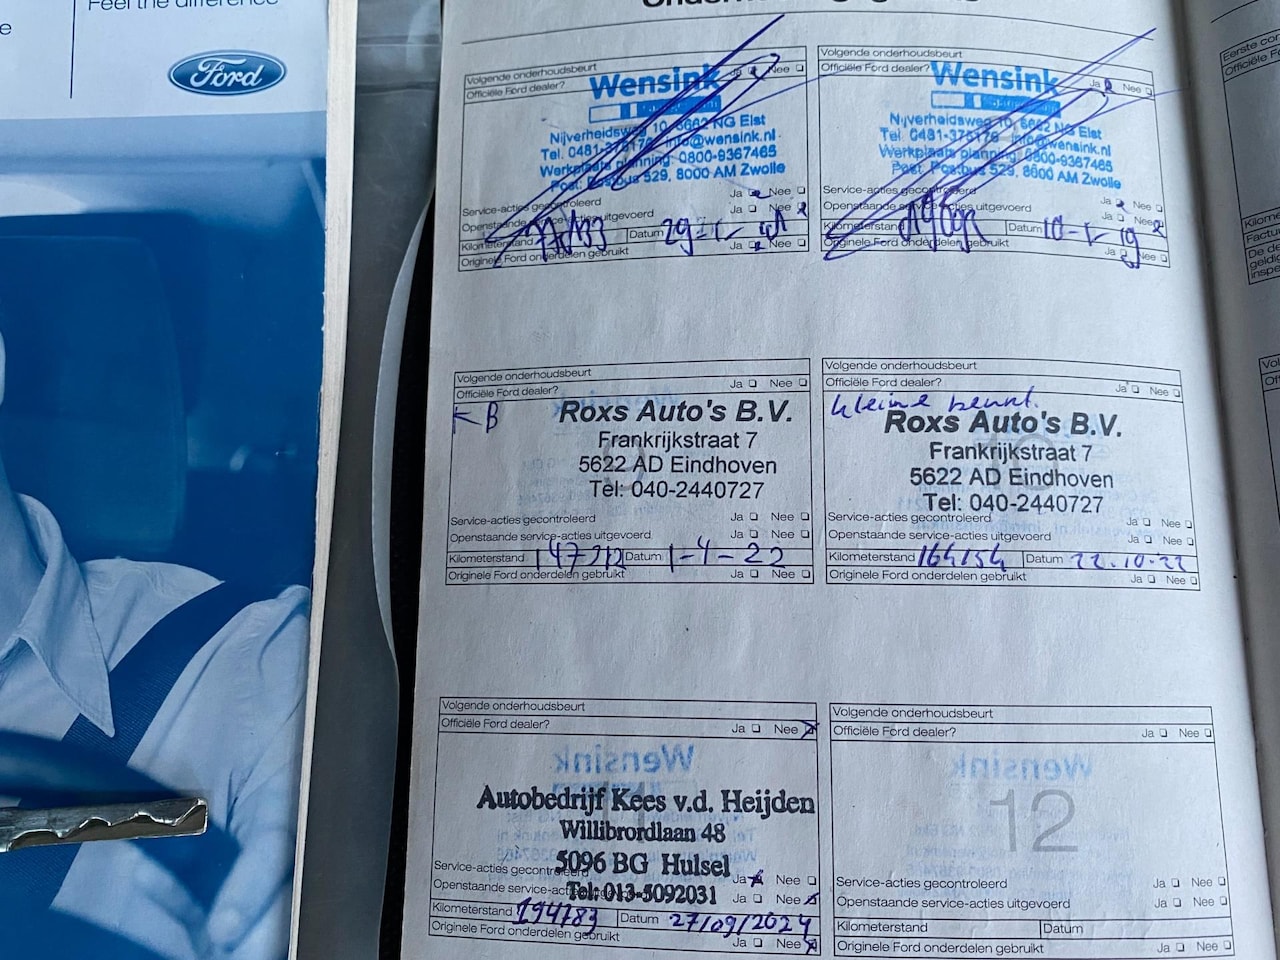 Feel the difference
e
Ford
Volgende onderhoudsbeurt
Officiële Ford dealer? Ja Nee
Wensink
Nijverheidsweg 10, 6662 NG Elst
Tel. 0481-375176 info@wensink.nl
Werkplaats planning: 0800-9367465
Post: Postbus 529, 8000 AM Zwolle
Service-acties gecontroleerd Ja Nee
Openstaande service-acties uitgevoerd Ja Nee
Kilometerstand Datum
Originele Ford onderdelen gebruikt Ja Nee
Volgende onderhoudsbeurt
Officiële Ford dealer? Ja Nee
Wensink
Nijverheidsweg 10, 6662 NG Elst
Tel. 0481-375176 info@wensink.nl
Werkplaats planning: 0800-9367465
Post: Postbus 529, 8000 AM Zwolle
Service-acties gecontroleerd Ja Nee
Openstaande service-acties uitgevoerd Ja Nee
Kilometerstand Datum 10-1-19
Originele Ford onderdelen gebruikt Ja Nee
Volgende onderhoudsbeurt
Officiële Ford dealer? Ja Nee
KB
Roxs Auto's B.V.
Frankrijkstraat 7
5622 AD Eindhoven
Tel: 040-2440727
Service-acties gecontroleerd Ja Nee
Openstaande service-acties uitgevoerd Ja Nee
Kilometerstand 147912 Datum 1-4-22
Originele Ford onderdelen gebruikt Ja Nee
Volgende onderhoudsbeurt
Officiële Ford dealer? Ja Nee
kleine beurt.
Roxs Auto's B.V.
Frankrijkstraat 7
5622 AD Eindhoven
Tel: 040-2440727
Service-acties gecontroleerd Ja Nee
Openstaande service-acties uitgevoerd Ja Nee
Kilometerstand 164154 Datum 22.10.22
Originele Ford onderdelen gebruikt Ja Nee
Volgende onderhoudsbeurt
Officiële Ford dealer? Ja Nee
Autobedrijf Kees v.d. Heijden
Willibrordlaan 48
5096 BG Hulsel
Tel: 013-5092031
Service-acties gecontroleerd Ja Nee
Openstaande service-acties Ja Nee
Kilometerstand 194783 Datum 27/09/2024
Originele Ford onderdelen gebruikt Ja Nee
Volgende onderhoudsbeurt
Officiële Ford dealer? Ja Nee
12
Service-acties gecontroleerd Ja Nee
Openstaande service-acties uitgevoerd Ja Nee
Kilometerstand Datum
Originele Ford onderdelen gebruikt Ja Nee